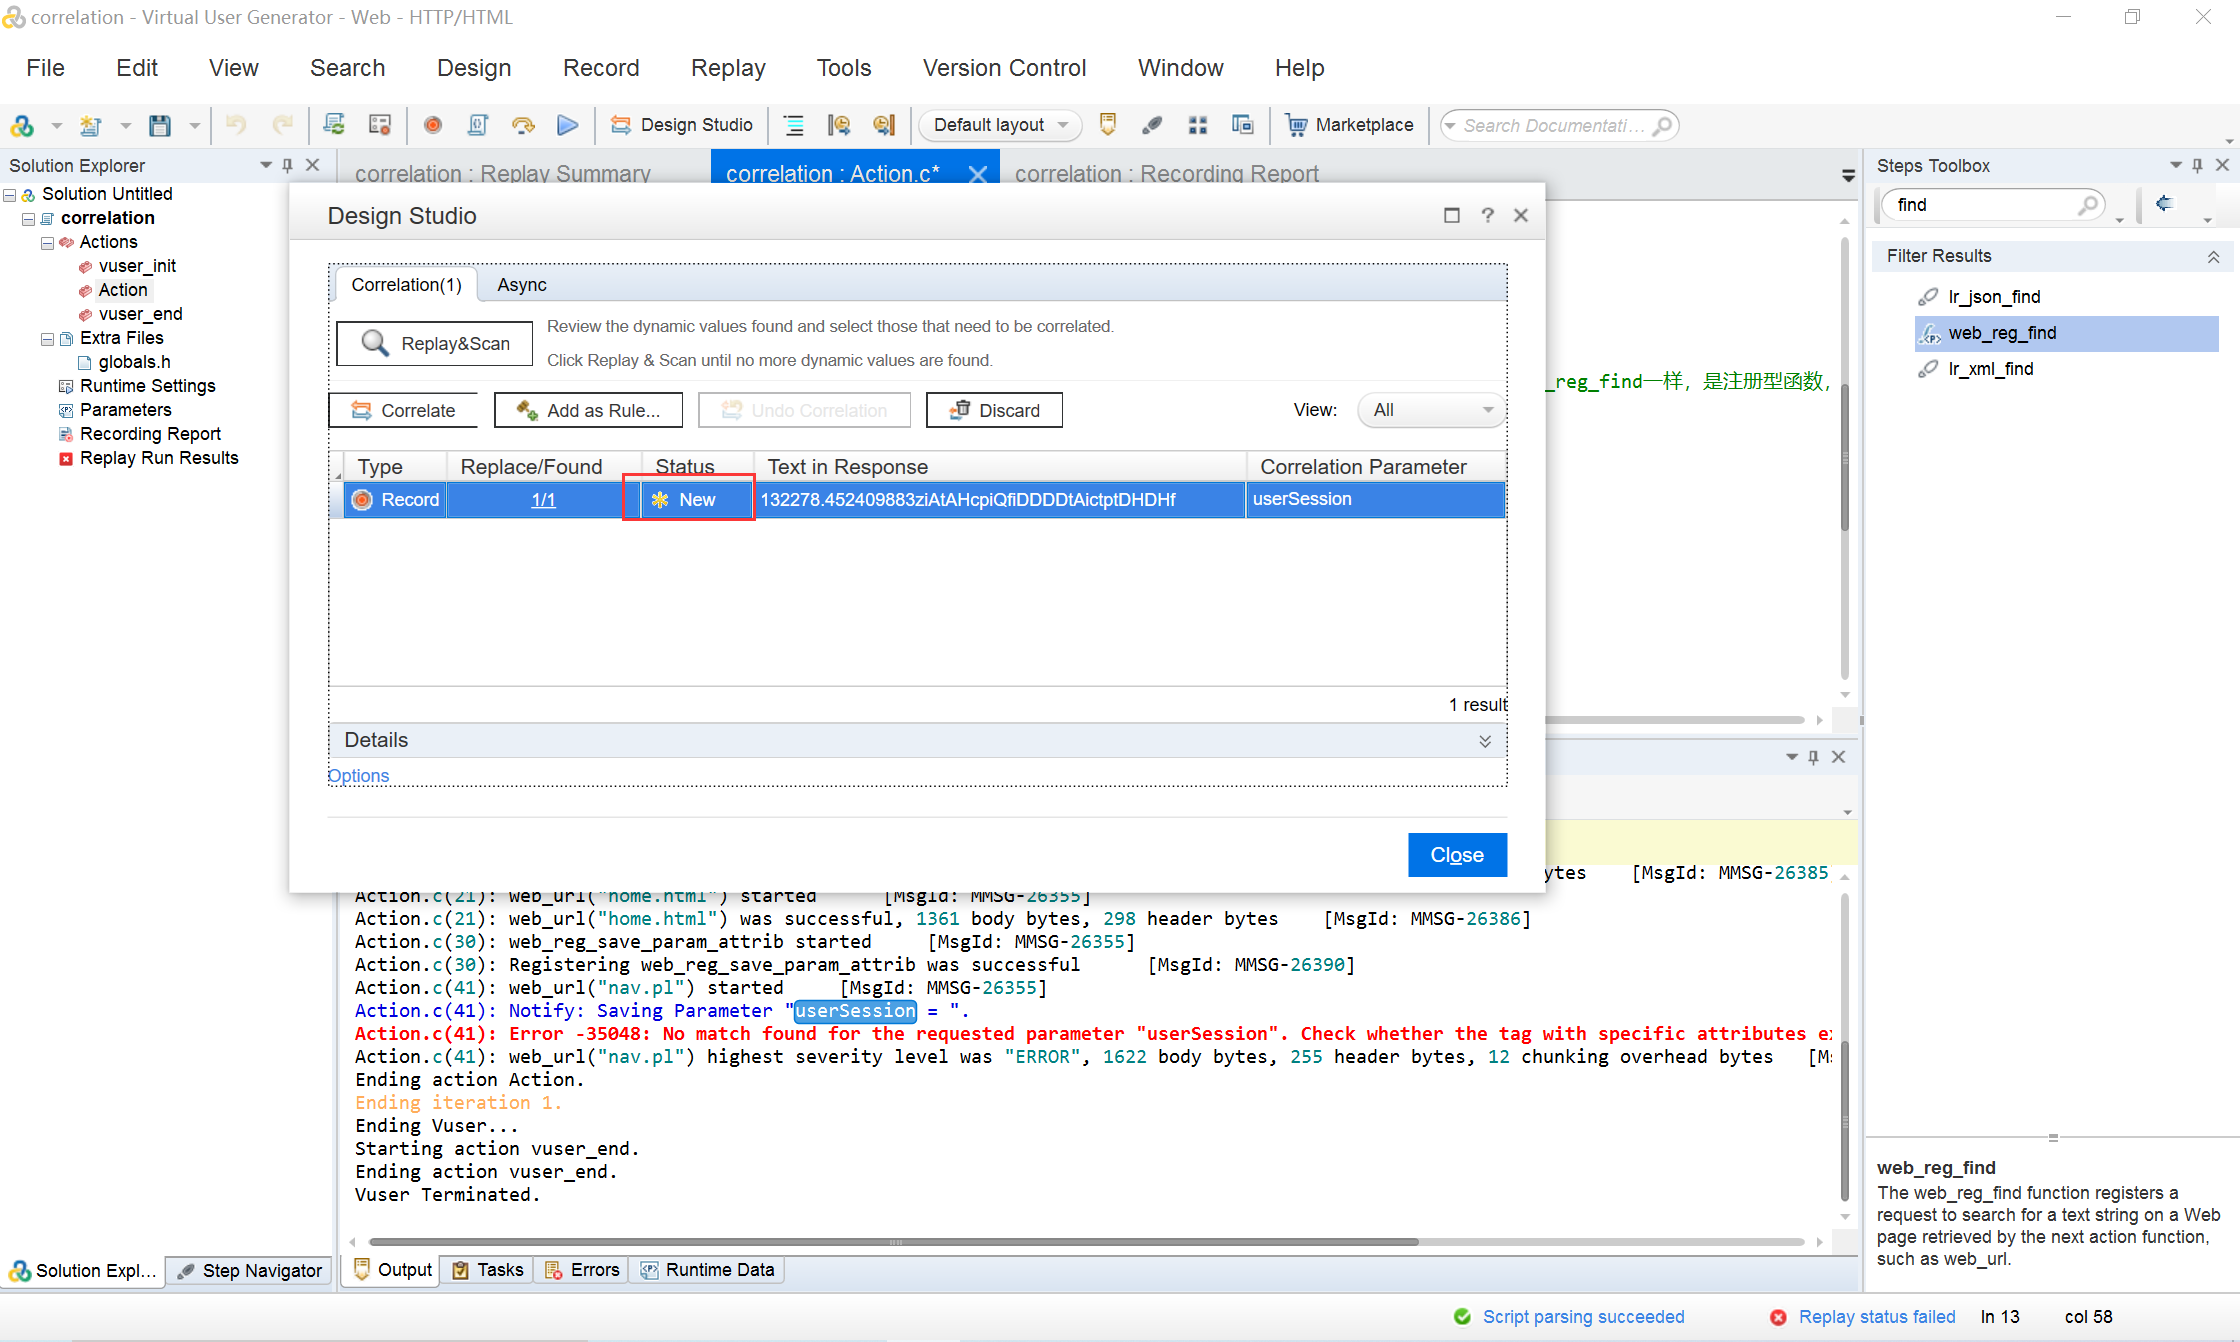 correlation - Virtual User Generator - Web - HTTP/HTML
File Edit View Search Design Record Replay Tools Version Control Window Help
Design Studio Default layout Marketplace Search Documentati...
Solution Explorer
Solution Untitled
correlation
Actions
vuser_init
Action
vuser_end
Extra Files
globals.h
Runtime Settings
Parameters
Recording Report
Replay Run Results
correlation : Replay Summary correlation : Action.c* correlation : Recording Report
Design Studio
Correlation(1) Async
Replay&Scan
Review the dynamic values found and select those that need to be correlated.
Click Replay & Scan until no more dynamic values are found.
Correlate Add as Rule... Undo Correlation Discard View: All
Type Replace/Found Status Text in Response Correlation Parameter
Record 1/1 New 132278.452409883ziAtAHcpiQfiDDDDtAictptDHDHf userSession
1 result
Details
Options
Close
_reg_find一样，是注册型函数，
ytes [MsgId: MMSG-26385
Action.c(21): web_url("home.html") started [MsgId: MMSG-26355]
Action.c(21): web_url("home.html") was successful, 1361 body bytes, 298 header bytes [MsgId: MMSG-26386]
Action.c(30): web_reg_save_param_attrib started [MsgId: MMSG-26355]
Action.c(30): Registering web_reg_save_param_attrib was successful [MsgId: MMSG-26390]
Action.c(41): web_url("nav.pl") started [MsgId: MMSG-26355]
Action.c(41): Notify: Saving Parameter "userSession = ".
Action.c(41): Error -35048: No match found for the requested parameter "userSession". Check whether the tag with specific attributes ex
Action.c(41): web_url("nav.pl") highest severity level was "ERROR", 1622 body bytes, 255 header bytes, 12 chunking overhead bytes [M
Ending action Action.
Ending iteration 1.
Ending Vuser...
Starting action vuser_end.
Ending action vuser_end.
Vuser Terminated.
Steps Toolbox
find
Filter Results
lr_json_find
web_reg_find
lr_xml_find
web_reg_find
The web_reg_find function registers a
request to search for a text string on a Web
page retrieved by the next action function,
such as web_url.
Solution Expl... Step Navigator Output Tasks Errors Runtime Data
Script parsing succeeded Replay status failed ln 13 col 58